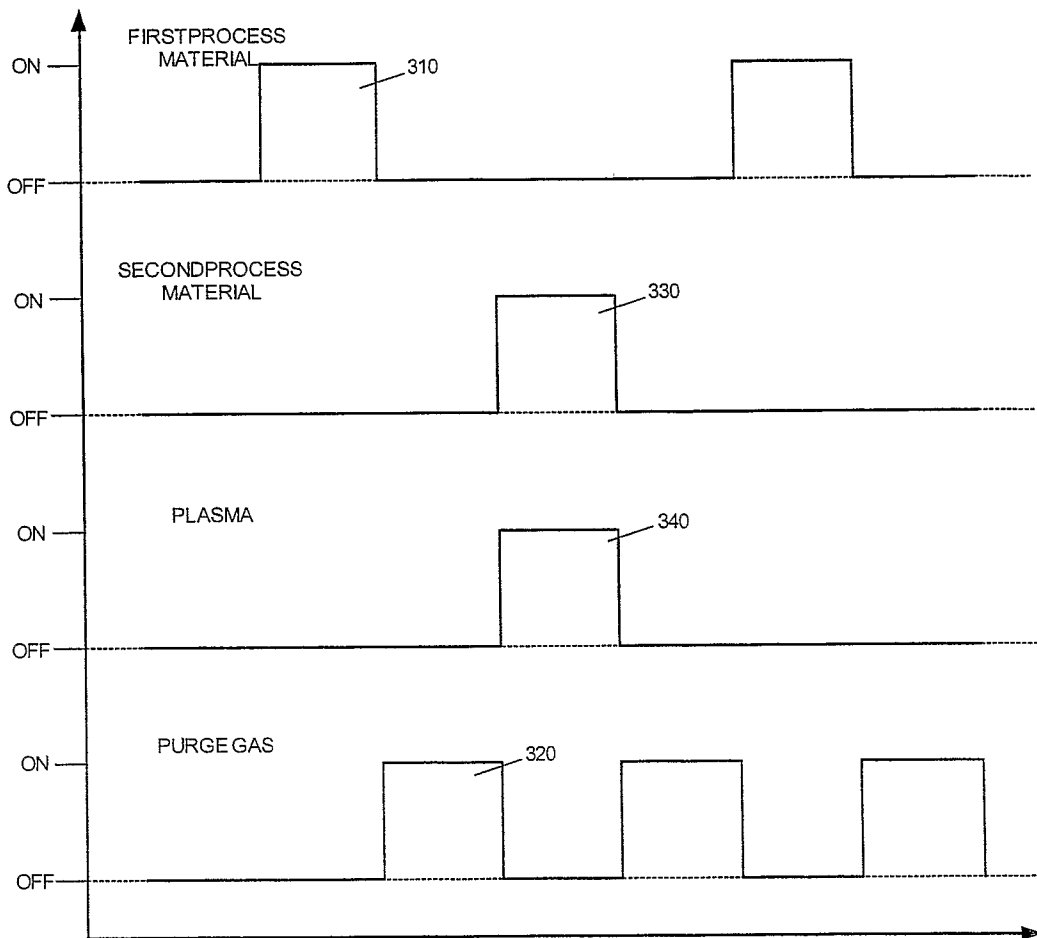 FIRSTPROCESS
MATERIAL
ON
310
OFF
SECONDPROCESS
MATERIAL
ON
330
OFF
PLASMA
ON
340
OFF
PURGE GAS
ON
320
OFF